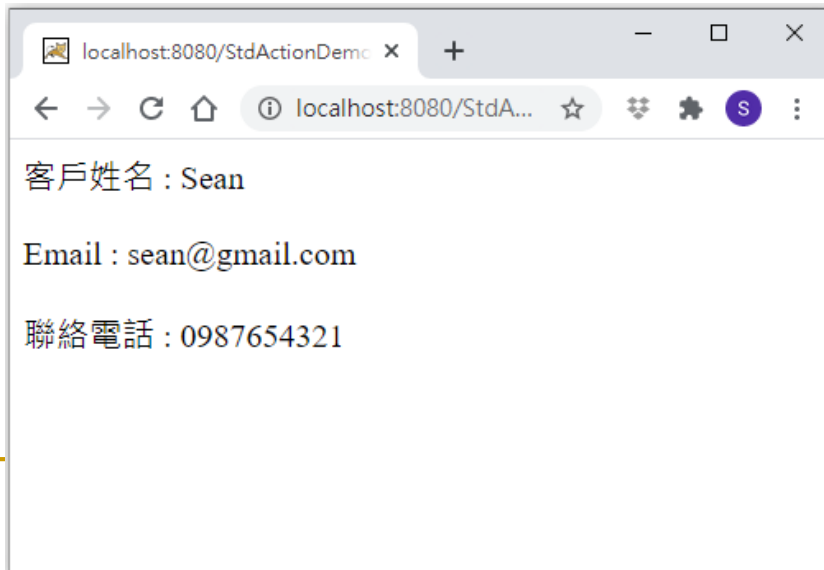 localhost:8080/StdActionDemo
localhost:8080/StdA...
S
客戶姓名 : Sean
Email : sean@gmail.com
聯絡電話 : 0987654321